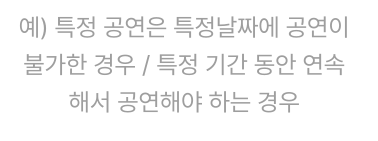 예) 특정 공연은 특정날짜에 공연이
불가한 경우 / 특정 기간 동안 연속
해서 공연해야 하는 경우